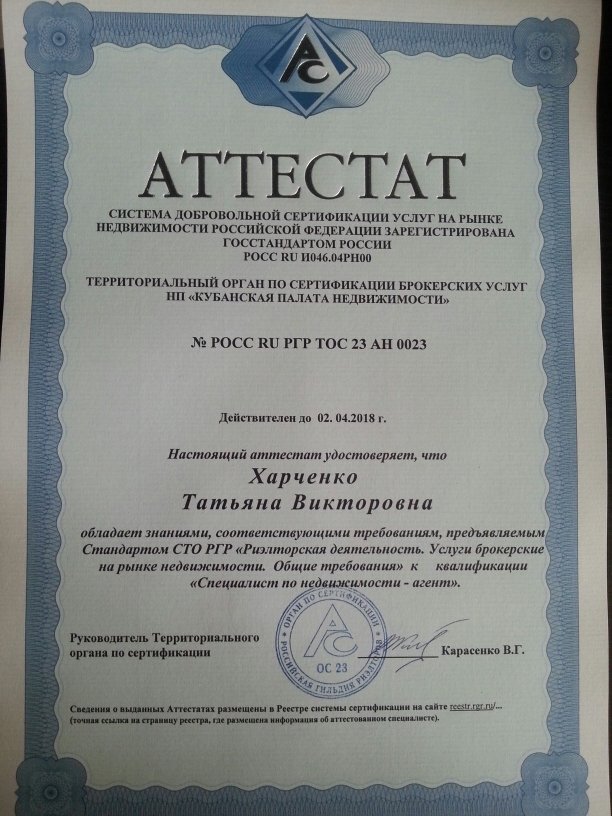 АС
АТТЕСТАТ
СИСТЕМА ДОБРОВОЛЬНОЙ СЕРТИФИКАЦИИ УСЛУГ НА РЫНКЕ
НЕДВИЖИМОСТИ РОССИЙСКОЙ ФЕДЕРАЦИИ ЗАРЕГИСТРИРОВАНА
ГОССТАНДАРТОМ РОССИИ
РОСС RU И046.04РН00
ТЕРРИТОРИАЛЬНЫЙ ОРГАН ПО СЕРТИФИКАЦИИ БРОКЕРСКИХ УСЛУГ
НП «КУБАНСКАЯ ПАЛАТА НЕДВИЖИМОСТИ»
№ РОСС RU РГР ТОС 23 АН 0023
Действителен до 02. 04.2018 г.
Настоящий аттестат удостоверяет, что
Харченко
Татьяна Викторовна
обладает знаниями, соответствующими требованиям, предъявляемым
Стандартом СТО РГР «Риэлторская деятельность. Услуги брокерские
на рынке недвижимости. Общие требования» к квалификации
«Специалист по недвижимости - агент».
ОРГАН ПО СЕРТИФИКАЦИИ
РОССИЙСКАЯ ГИЛЬДИЯ РИЭЛТОРОВ
АС
ОС 23
Руководитель Территориального
органа по сертификации Карасенко В.Г.
Сведения о выданных Аттестатах размещены в Реестре системы сертификации на сайте reestr.rgr.ru/...
(точная ссылка на страницу реестра, где размещена информация об аттестованном специалисте).